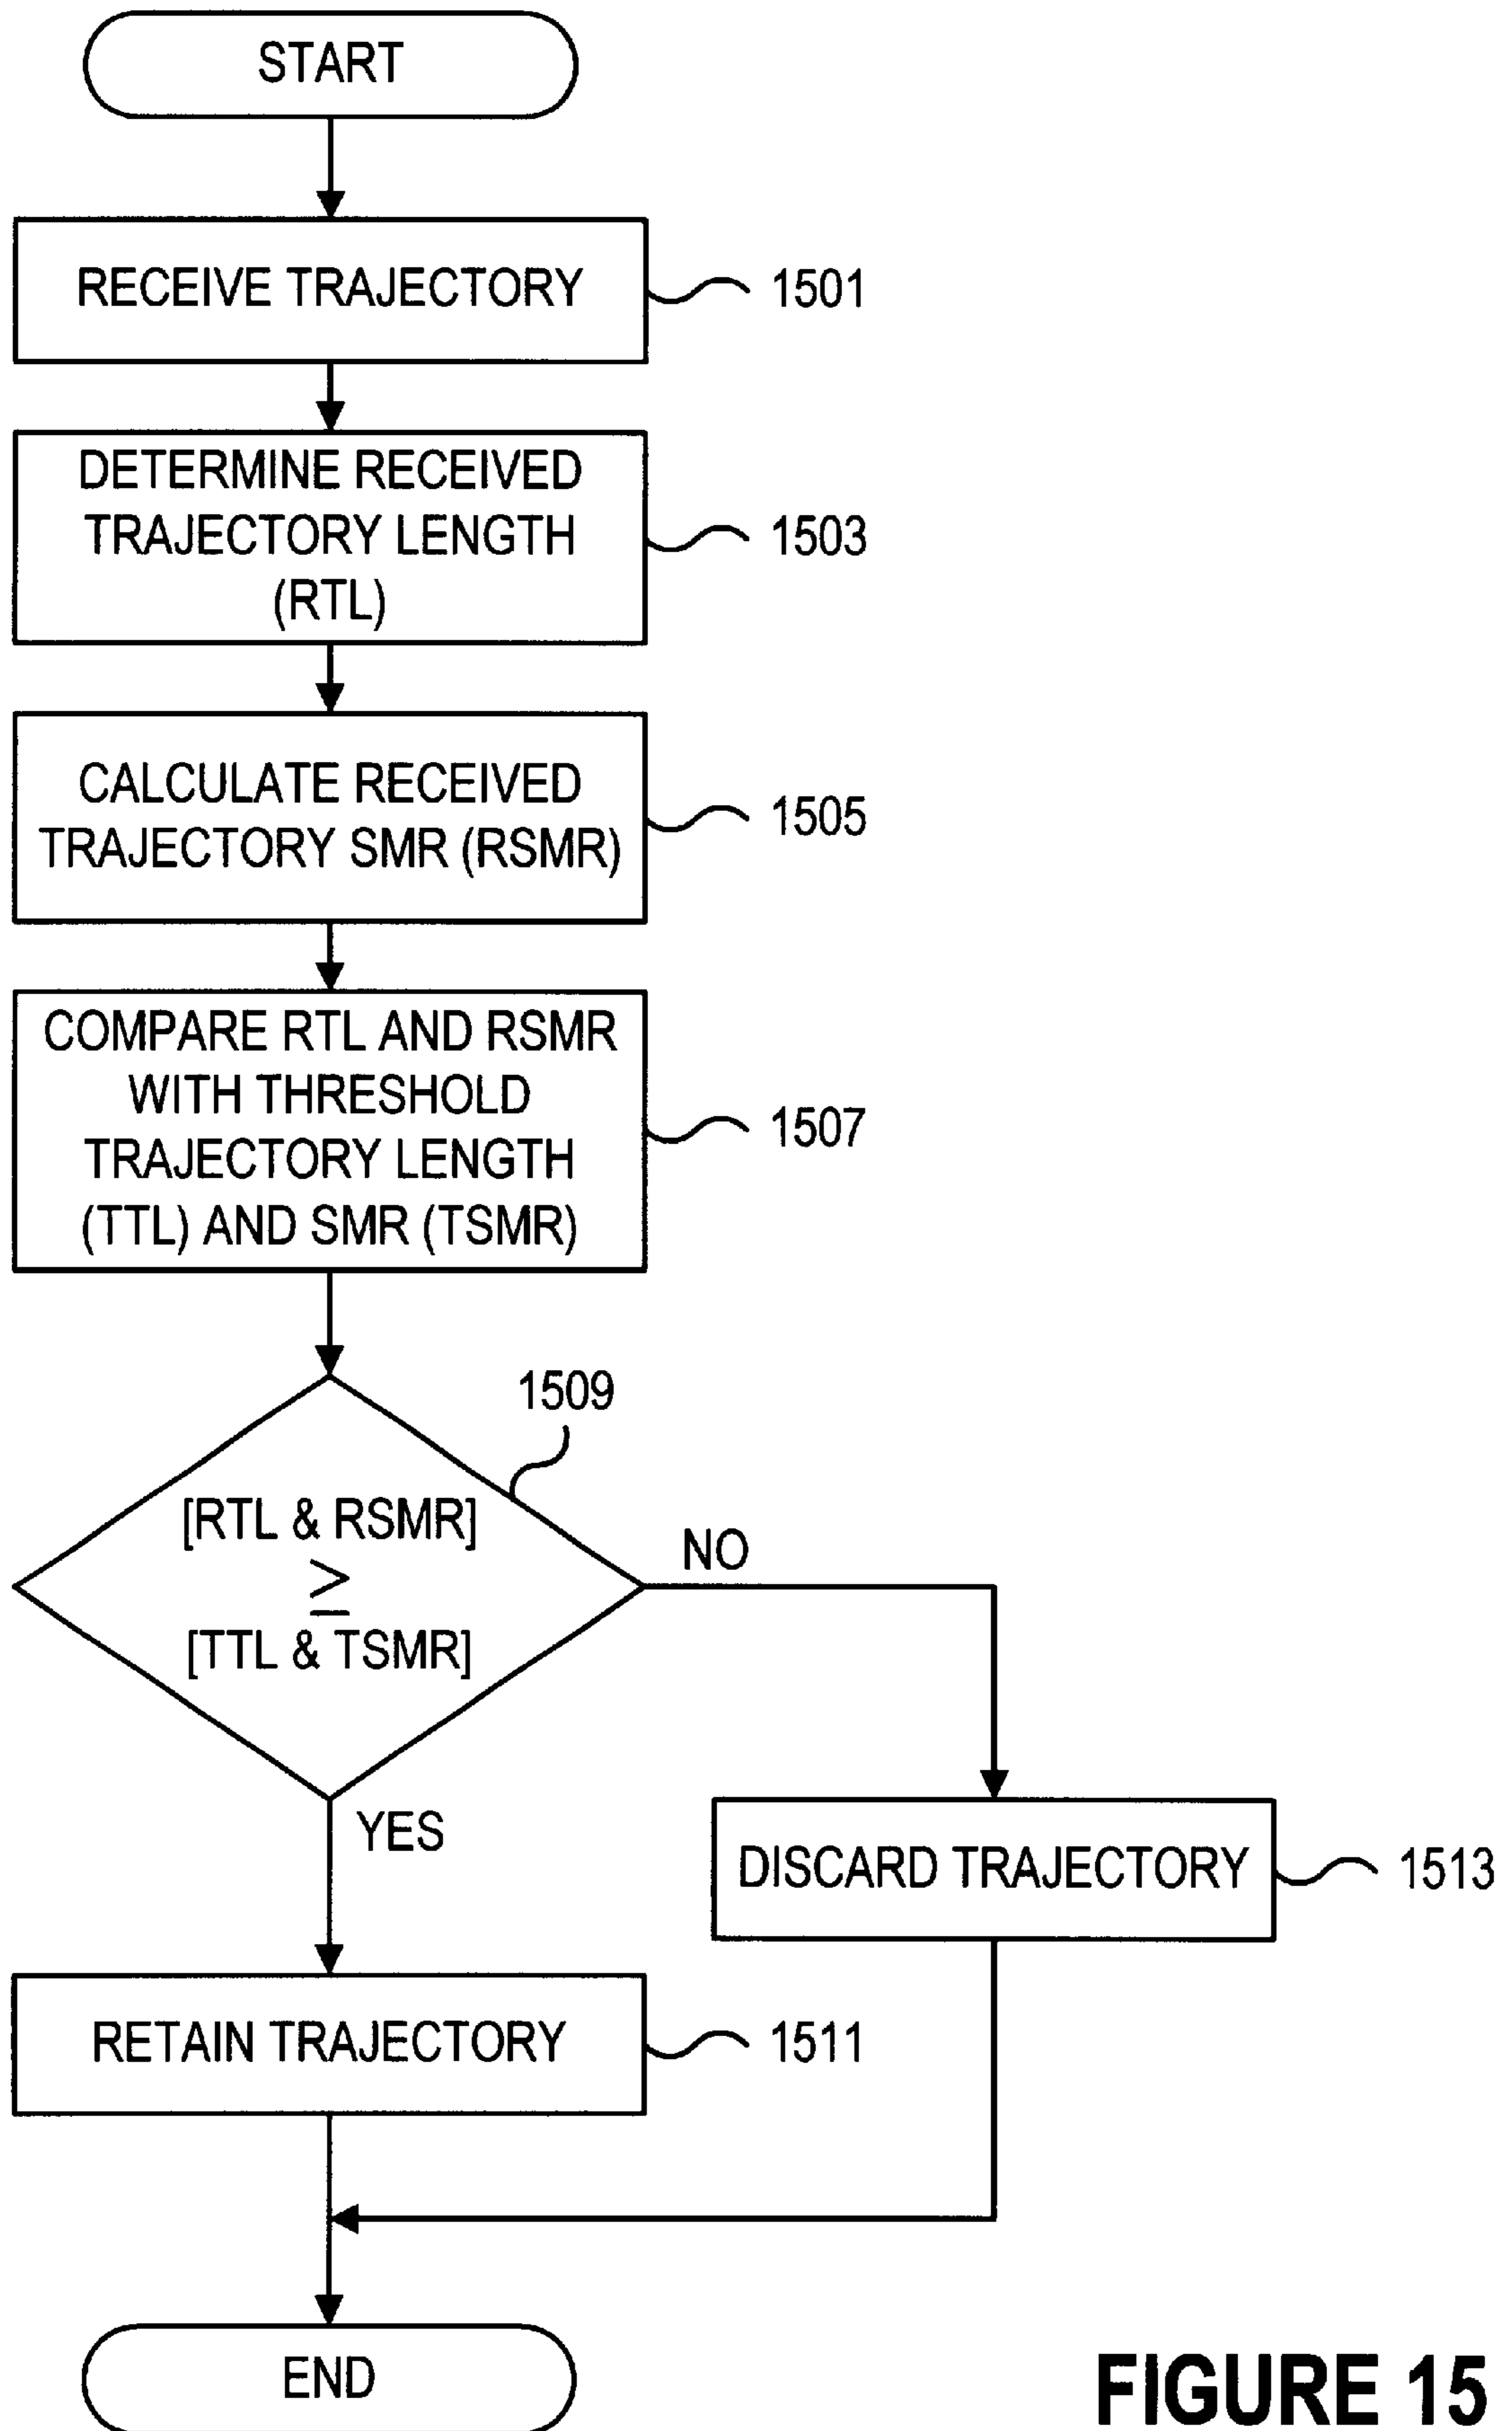 START
RECEIVE TRAJECTORY
1501
DETERMINE RECEIVED
TRAJECTORY LENGTH
(RTL)
1503
CALCULATE RECEIVED
TRAJECTORY SMR (RSMR)
1505
COMPARE RTL AND RSMR
WITH THRESHOLD
TRAJECTORY LENGTH
(TTL) AND SMR (TSMR)
1507
1509
[RTL & RSMR]
≥
[TTL & TSMR]
NO
YES
DISCARD TRAJECTORY
1513
RETAIN TRAJECTORY
1511
END
FIGURE 15